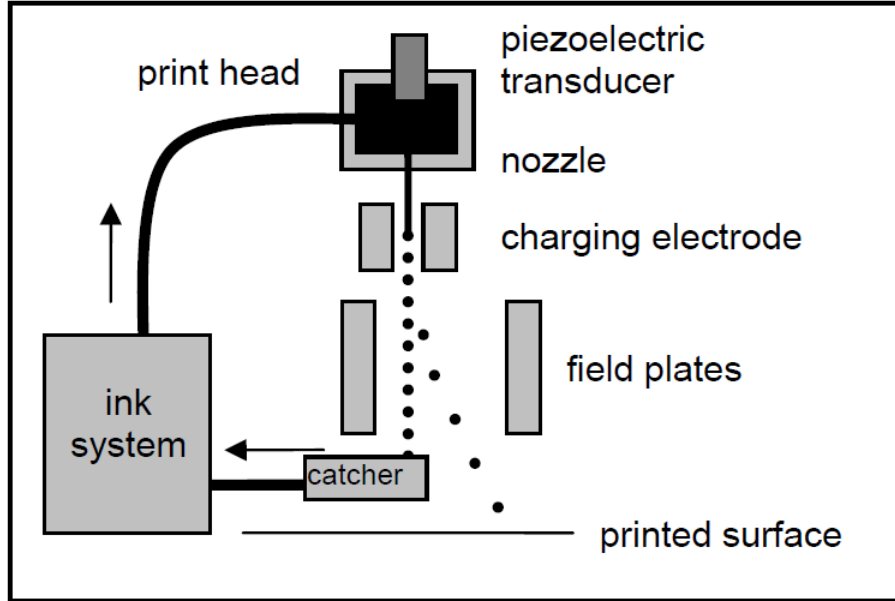 piezoelectric
transducer
print head
nozzle
charging electrode
field plates
ink
system
catcher
printed surface